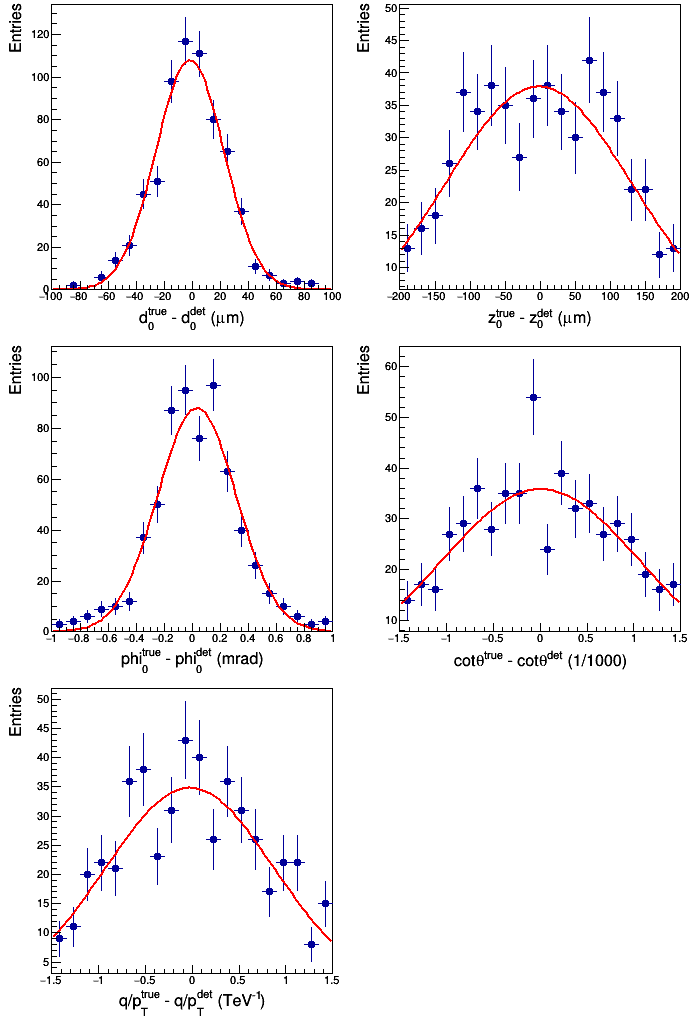 Entries
120
100
80
60
40
20
0
−100 −80 −60 −40 −20 0 20 40 60 80 100
d₀ᵗʳᵘᵉ - d₀ᵈᵉᵗ (μm)
Entries
50
45
40
35
30
25
20
15
10
−200 −150 −100 −50 0 50 100 150 200
z₀ᵗʳᵘᵉ - z₀ᵈᵉᵗ (μm)
Entries
100
80
60
40
20
0
−1 −0.8 −0.6 −0.4 −0.2 0 0.2 0.4 0.6 0.8 1
phi₀ᵗʳᵘᵉ - phi₀ᵈᵉᵗ (mrad)
Entries
60
50
40
30
20
10
−1.5 −1 −0.5 0 0.5 1 1.5
cotθᵗʳᵘᵉ - cotθᵈᵉᵗ (1/1000)
Entries
50
45
40
35
30
25
20
15
10
5
−1.5 −1 −0.5 0 0.5 1 1.5
q/p_T^true - q/p_T^det (TeV⁻¹)